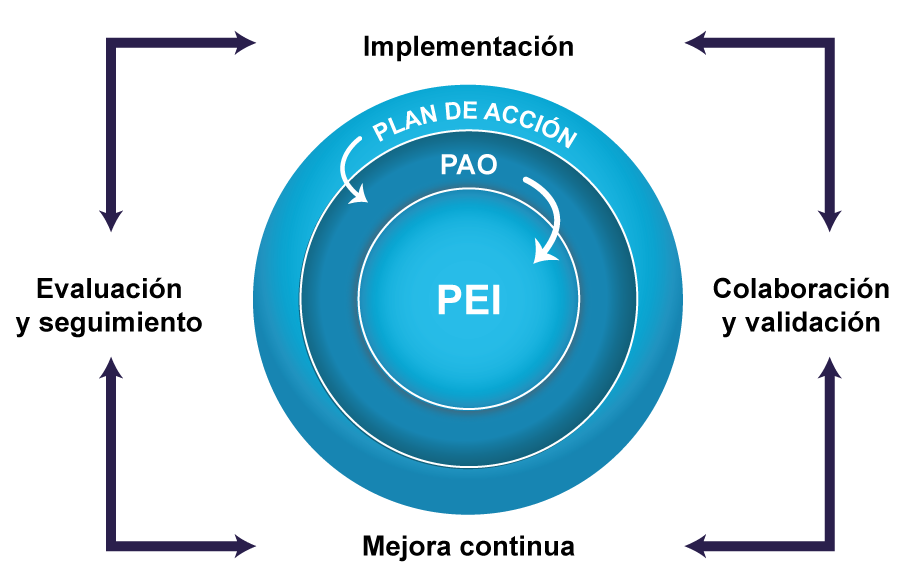 Implementación
PLAN DE ACCIÓN
PAO
PEI
Evaluación
y seguimiento
Colaboración
y validación
Mejora continua